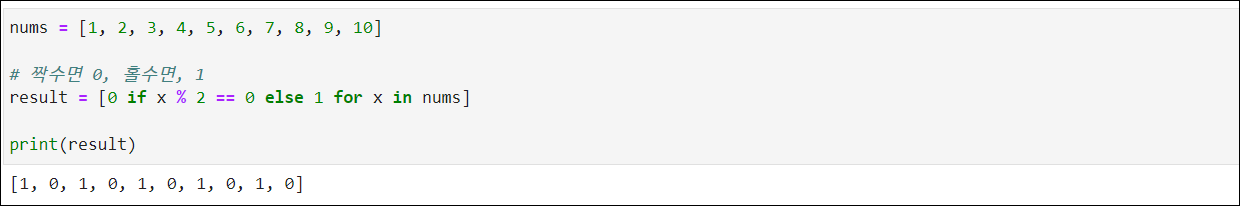 nums = [1, 2, 3, 4, 5, 6, 7, 8, 9, 10]
# 짝수면 0, 홀수면, 1
result = [0 if x % 2 == 0 else 1 for x in nums]
print(result)
[1, 0, 1, 0, 1, 0, 1, 0, 1, 0]